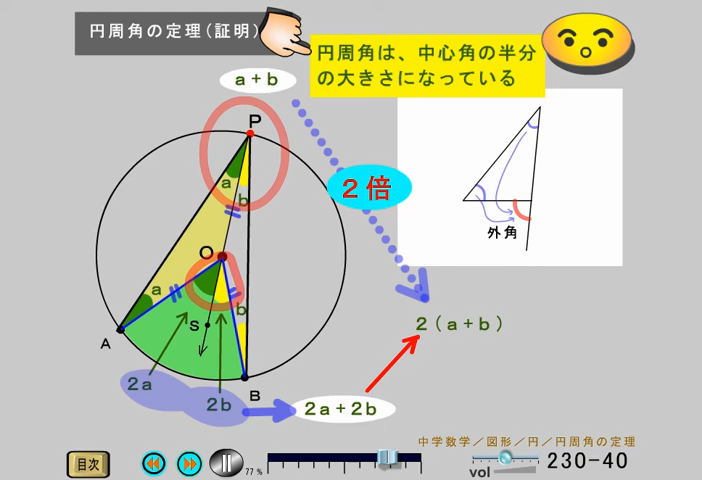 円周角の定理(証明)
円周角は、中心角の半分
の大きさになっている
a+b
P
a
b
2倍
外角
O
a
b
S
A
B
2(a+b)
2a
2b
2a+2b
中学数学/図形/円/円周角の定理
目次
77%
vol
230-40